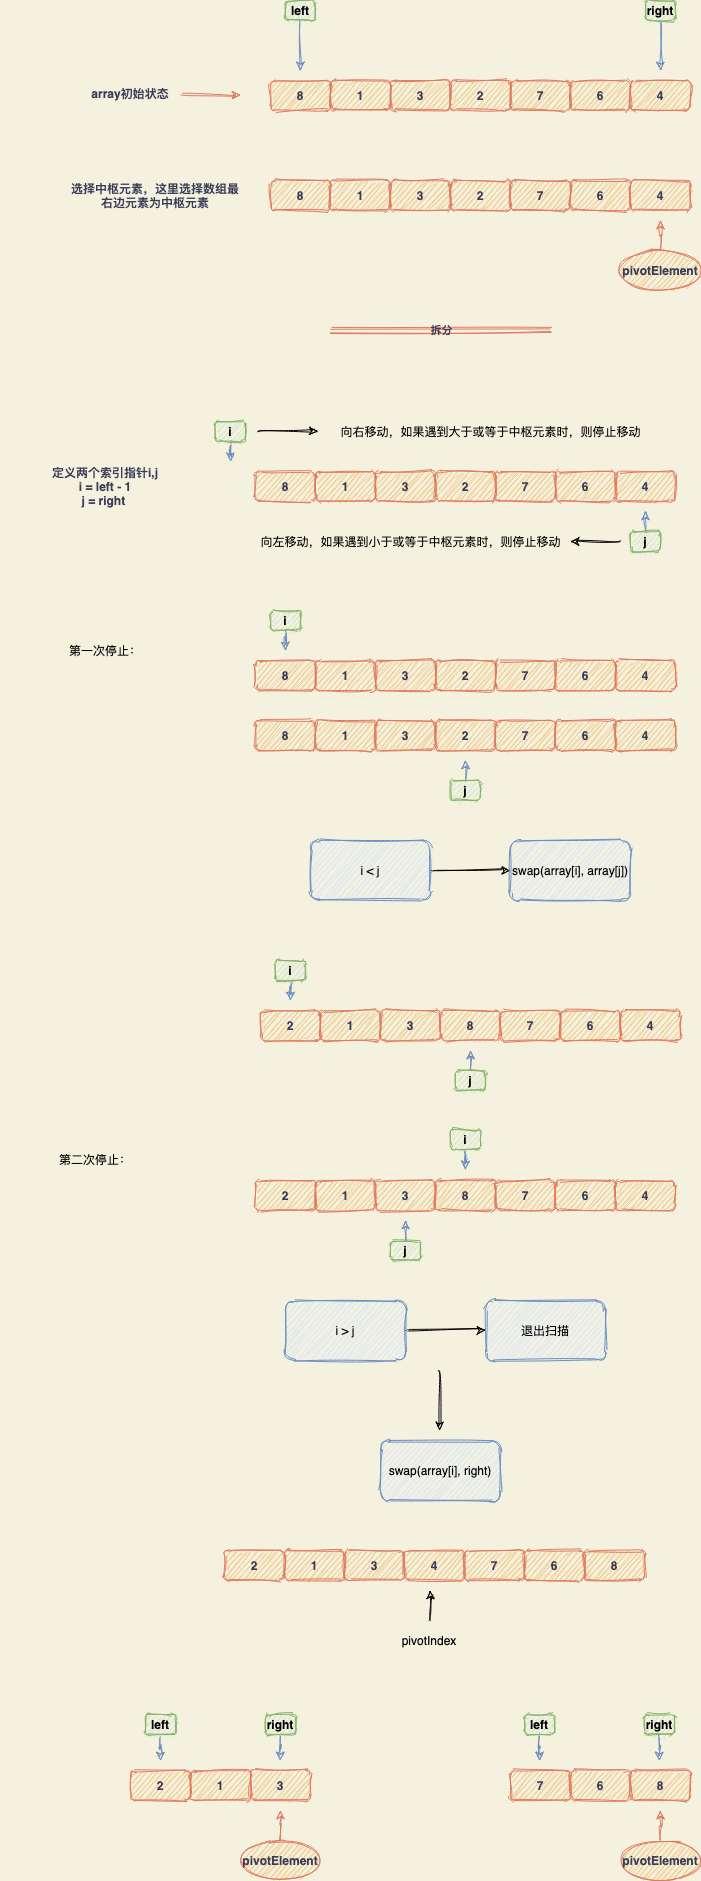 left right
array初始状态
8 1 3 2 7 6 4
选择中枢元素，这里选择数组最
右边元素为中枢元素
8 1 3 2 7 6 4
pivotElement
拆分
i
向右移动，如果遇到大于或等于中枢元素时，则停止移动
定义两个索引指针i,j
i = left - 1
j = right
8 1 3 2 7 6 4
向左移动，如果遇到小于或等于中枢元素时，则停止移动
j
i
第一次停止：
8 1 3 2 7 6 4
8 1 3 2 7 6 4
j
i < j
swap(array[i], array[j])
i
2 1 3 8 7 6 4
j
i
第二次停止：
2 1 3 8 7 6 4
j
i > j
退出扫描
swap(array[i], right)
2 1 3 4 7 6 8
pivotIndex
left right left right
2 1 3 7 6 8
pivotElement pivotElement